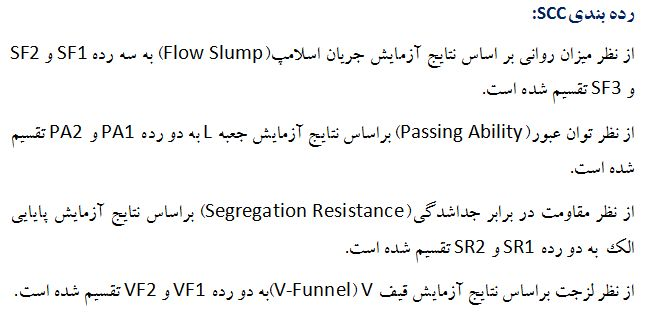 رده بندی SCC:
از نظر میزان روانی بر اساس نتایج آزمایش جریان اسلامپ(Flow Slump) به سه رده SF1 و SF2
و SF3 تقسیم شده است.
از نظر توان عبور(Passing Ability) براساس نتایج آزمایش جعبه L به دو رده PA1 و PA2 تقسیم
شده است.
از نظر مقاومت در برابر جداشدگی(Segregation Resistance) براساس نتایج آزمایش پایایی
الک به دو رده SR1 و SR2 تقسیم شده است.
از نظر لزجت براساس نتایج آزمایش قیف V (V-Funnel)به دو رده VF1 و VF2 تقسیم شده است.